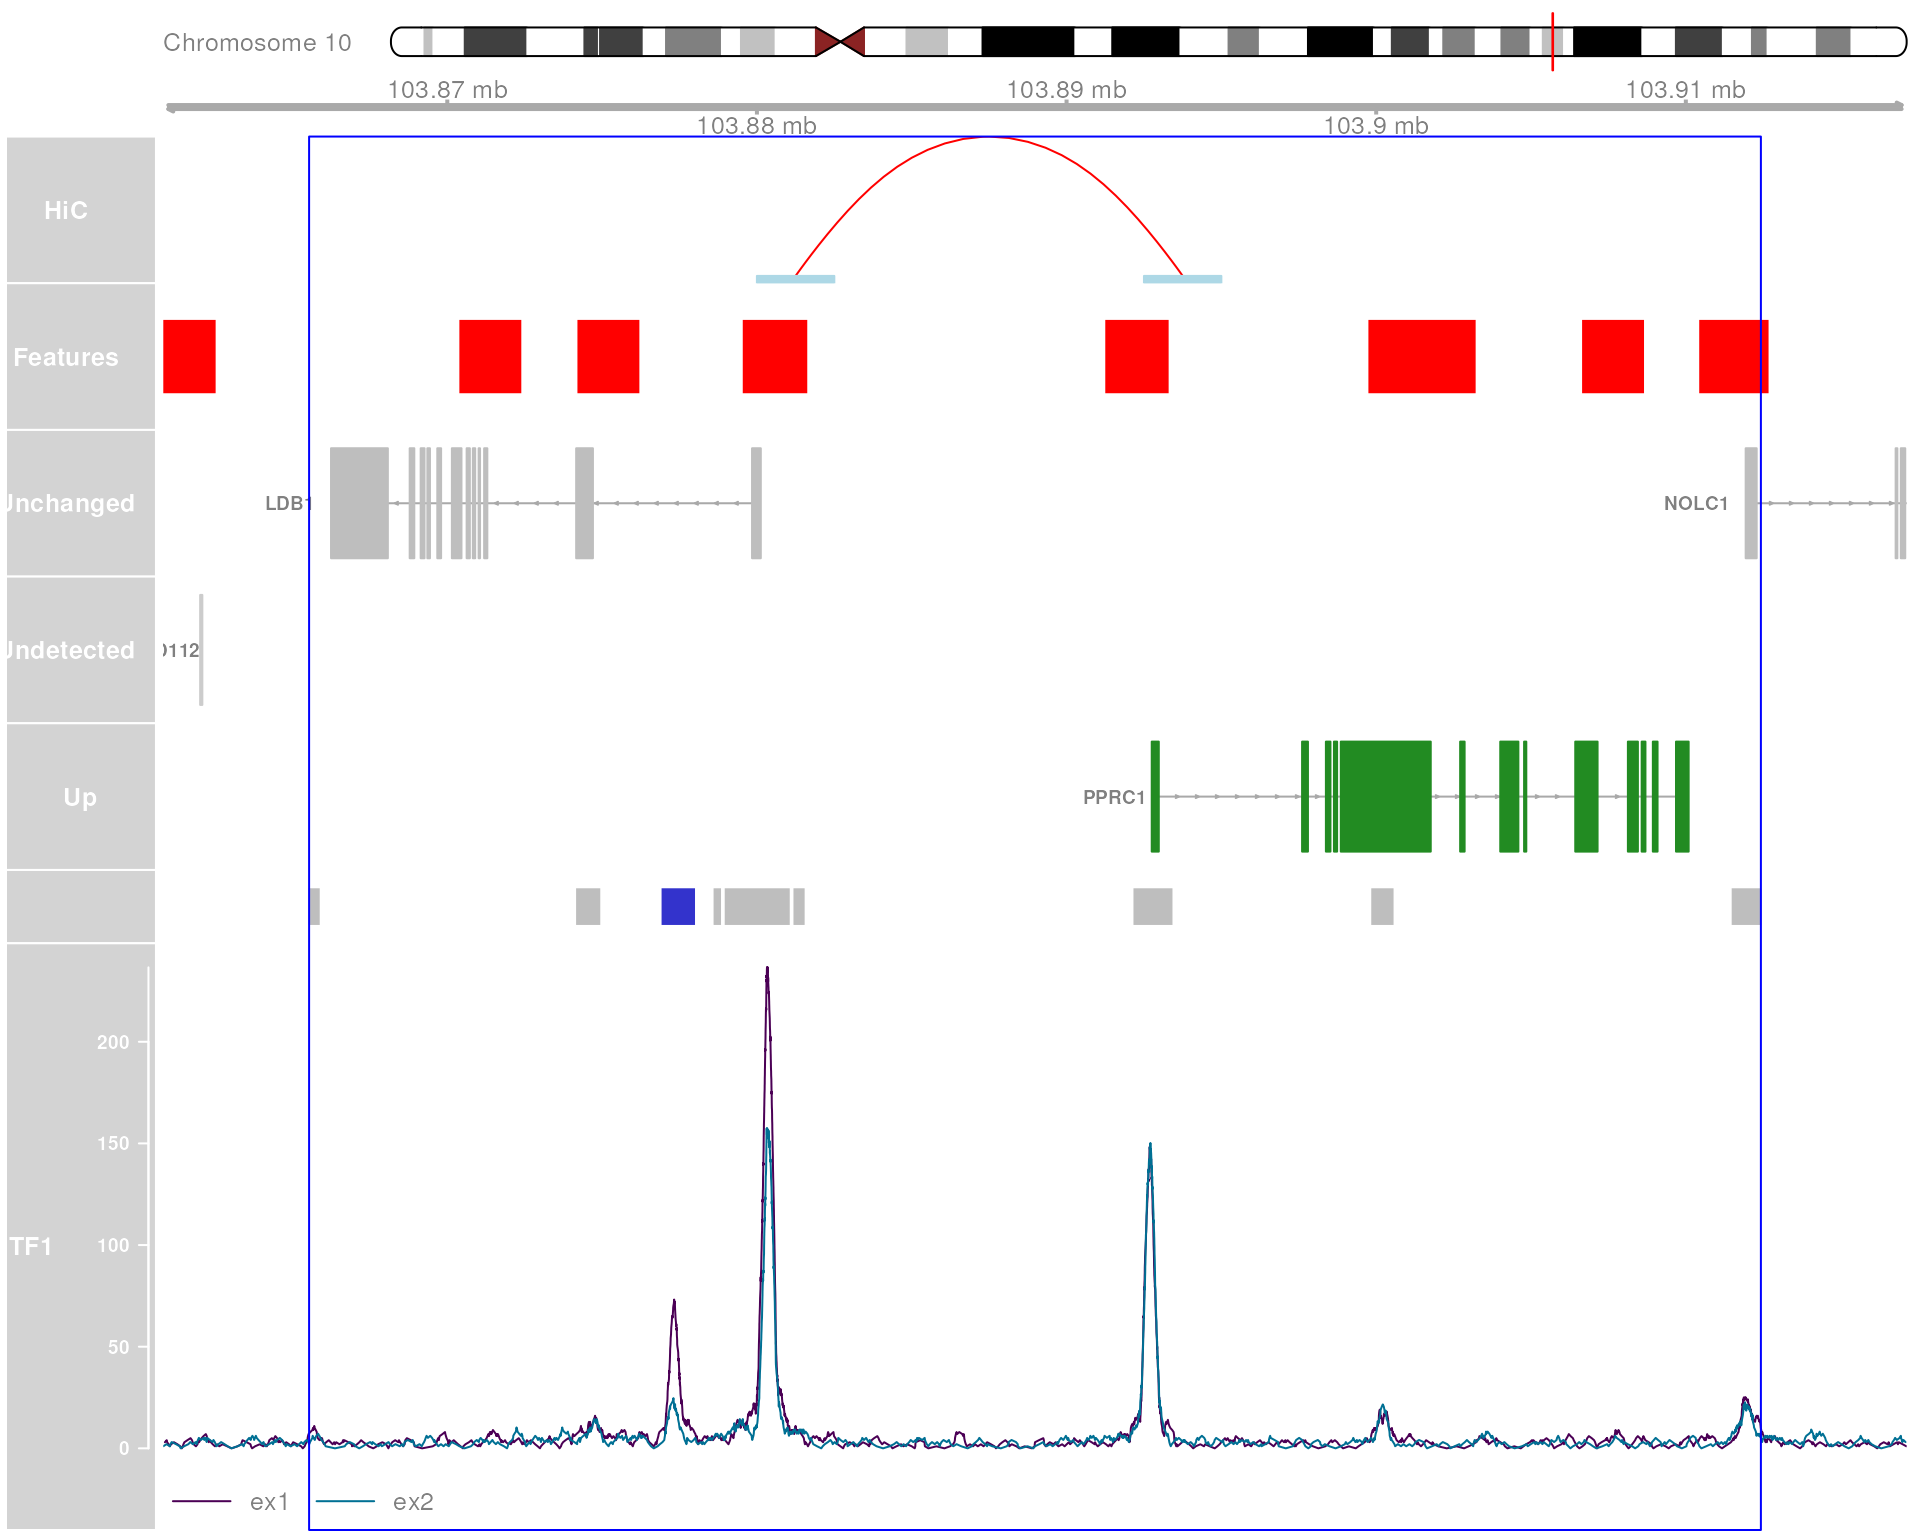 Chromosome 10
103.87 mb
103.89 mb
103.91 mb
103.88 mb
103.9 mb
HiC
Features
Unchanged
LDB1
NOLC1
Undetected
0112
Up
PPRC1
TF1
200
150
100
50
0
ex1
ex2